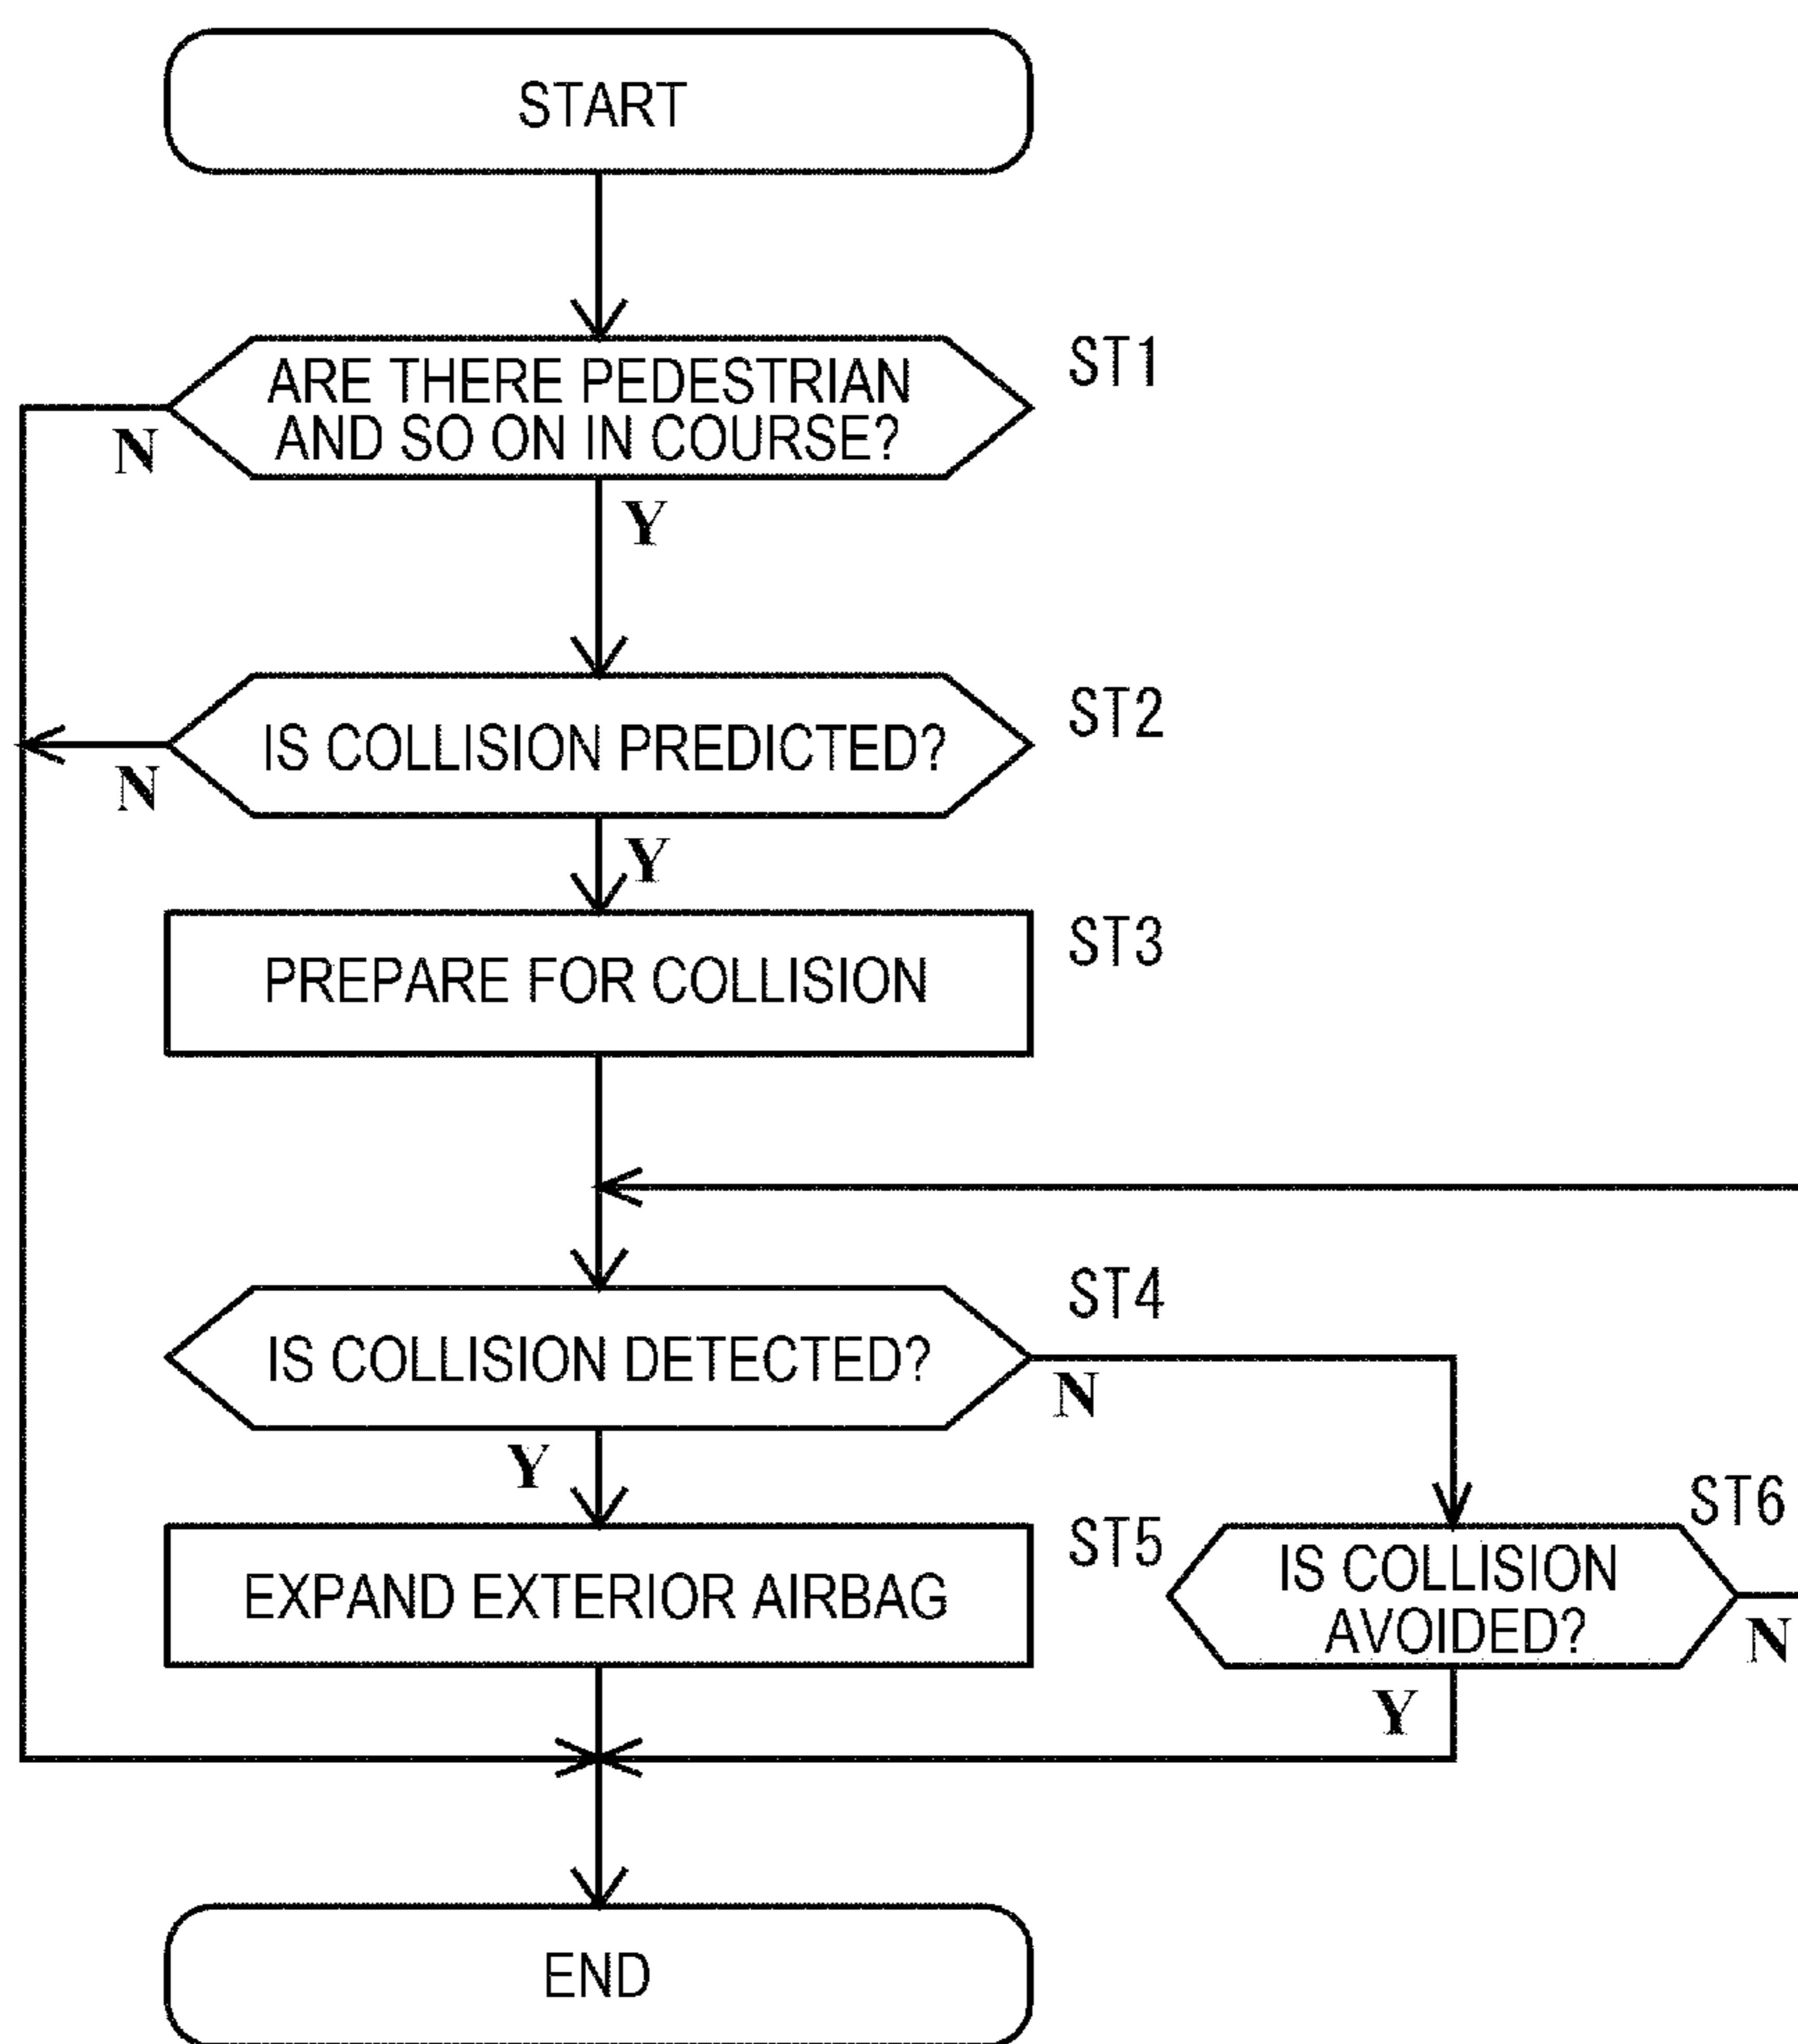 START
ARE THERE PEDESTRIAN
AND SO ON IN COURSE?
ST1
N
Y
IS COLLISION PREDICTED?
ST2
N
Y
PREPARE FOR COLLISION
ST3
IS COLLISION DETECTED?
ST4
N
Y
EXPAND EXTERIOR AIRBAG
ST5
IS COLLISION
AVOIDED?
ST6
N
Y
END